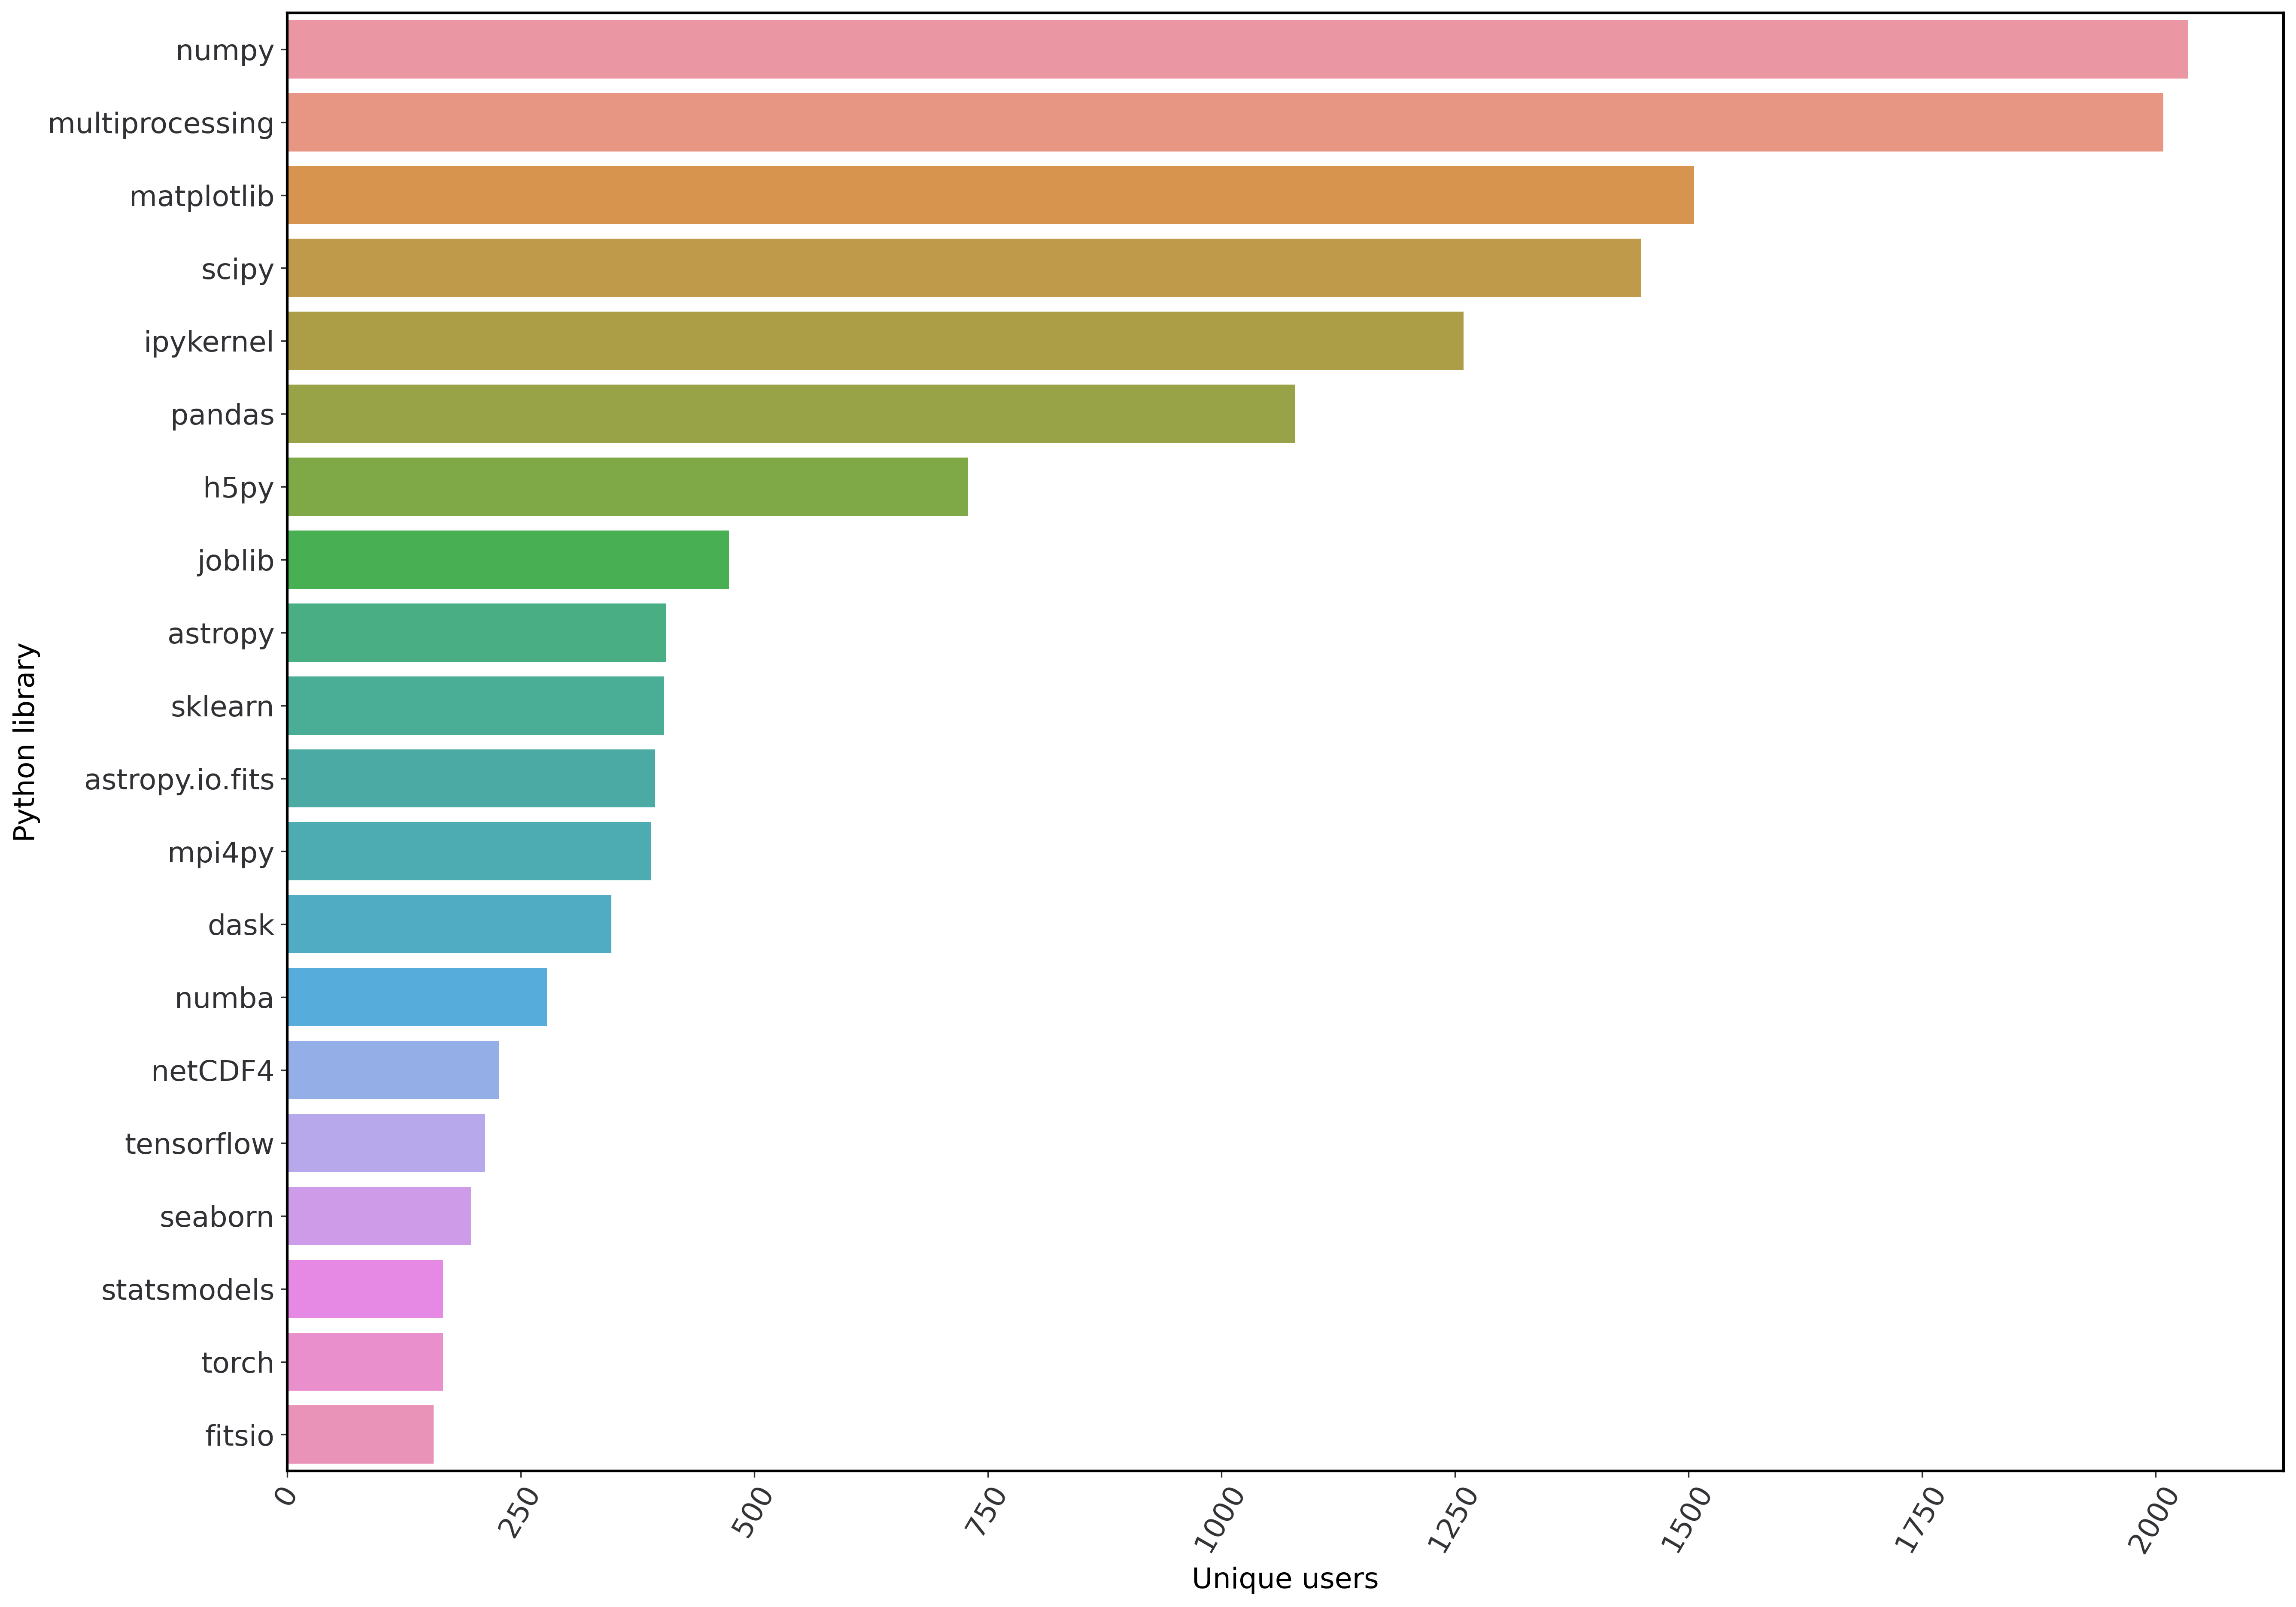 numpy
multiprocessing
matplotlib
scipy
ipykernel
pandas
h5py
joblib
astropy
sklearn
astropy.io.fits
mpi4py
dask
numba
netCDF4
tensorflow
seaborn
statsmodels
torch
fitsio
Python library
0
250
500
750
1000
1250
1500
1750
2000
Unique users